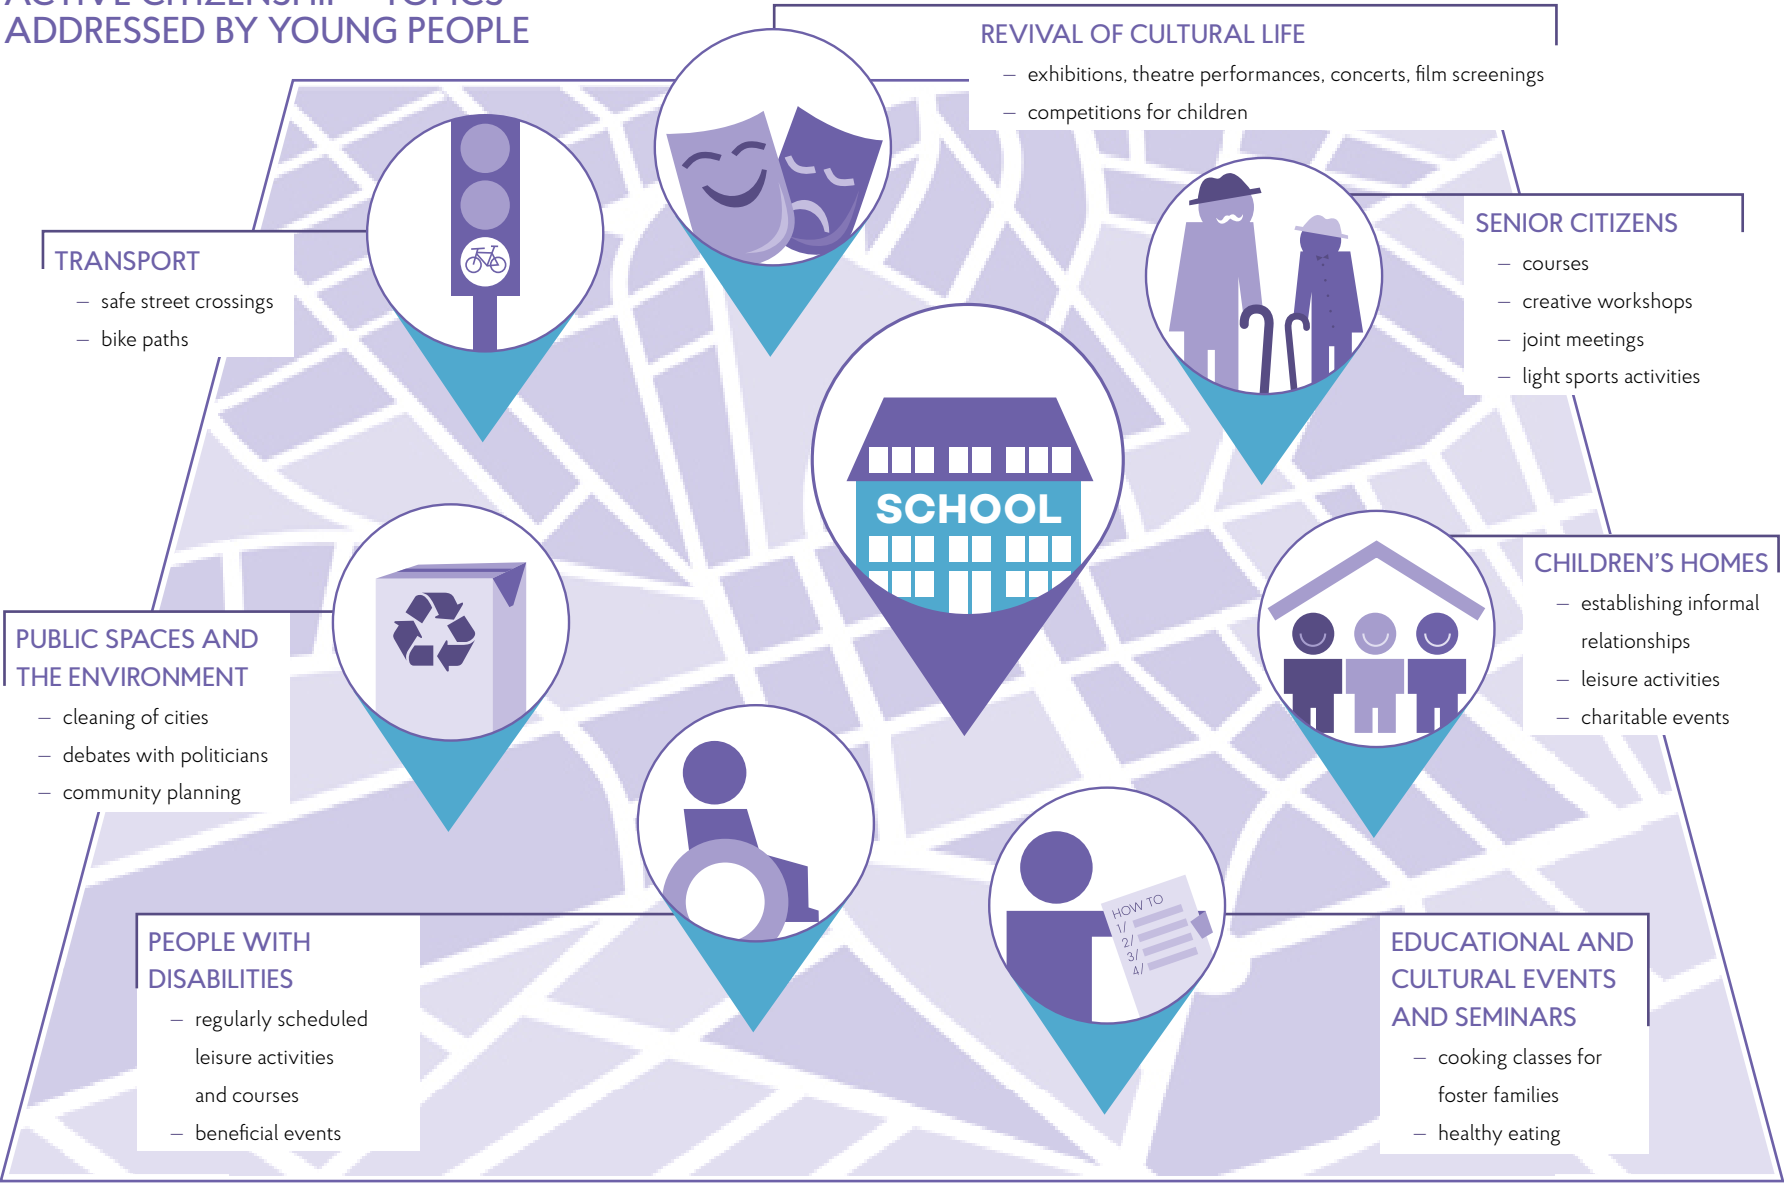 ACTIVE CITIZENSHIP – TOPICS
ADDRESSED BY YOUNG PEOPLE
REVIVAL OF CULTURAL LIFE
– exhibitions, theatre performances, concerts, film screenings
– competitions for children
TRANSPORT
– safe street crossings
– bike paths
SENIOR CITIZENS
– courses
– creative workshops
– joint meetings
– light sports activities
SCHOOL
CHILDREN'S HOMES
– establishing informal
relationships
– leisure activities
– charitable events
PUBLIC SPACES AND
THE ENVIRONMENT
– cleaning of cities
– debates with politicians
– community planning
PEOPLE WITH
DISABILITIES
– regularly scheduled
leisure activities
and courses
– beneficial events
HOW TO
1/
2/
3/
4/
EDUCATIONAL AND
CULTURAL EVENTS
AND SEMINARS
– cooking classes for
foster families
– healthy eating